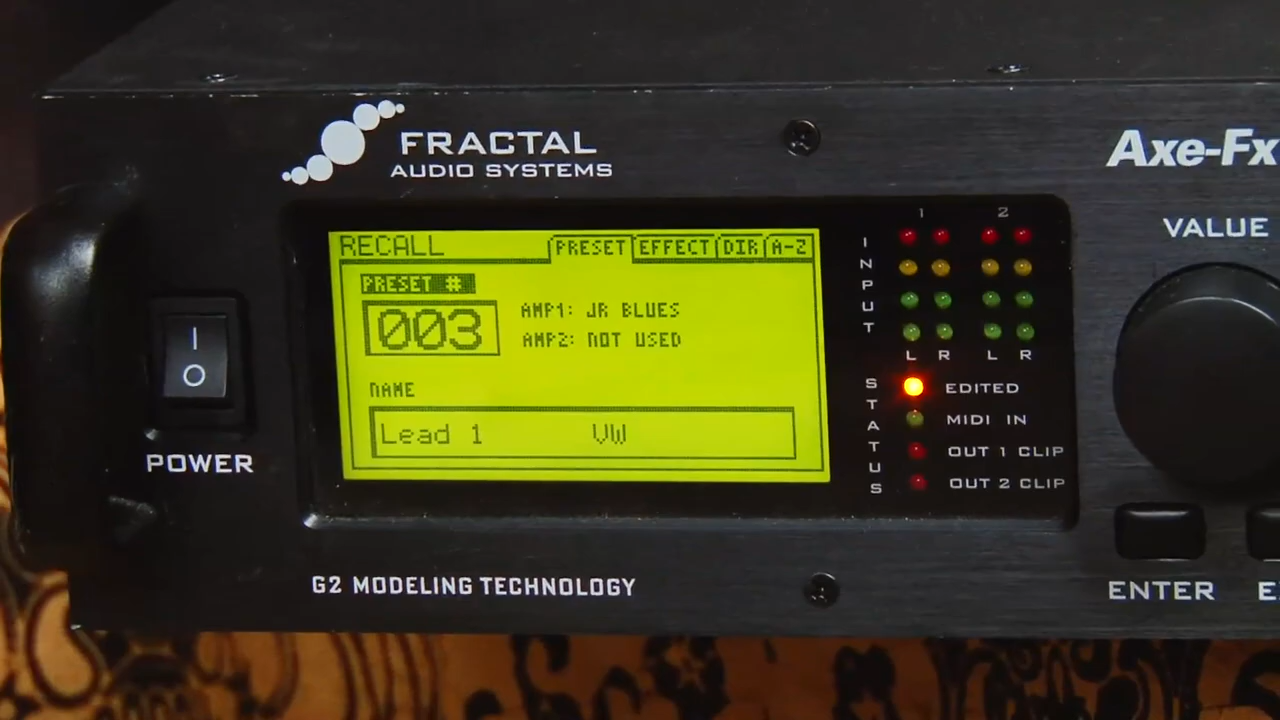 FRACTAL
AUDIO SYSTEMS
Axe-Fx
VALUE
RECALL
PRESET EFFECT DIR A-Z
PRESET #
003
AMP1: JR BLUES
AMP2: NOT USED
NAME
Lead 1 VW
1 2
INPUT
L R L R
STATUS
EDITED
MIDI IN
OUT 1 CLIP
OUT 2 CLIP
I
O
POWER
G2 MODELING TECHNOLOGY
ENTER